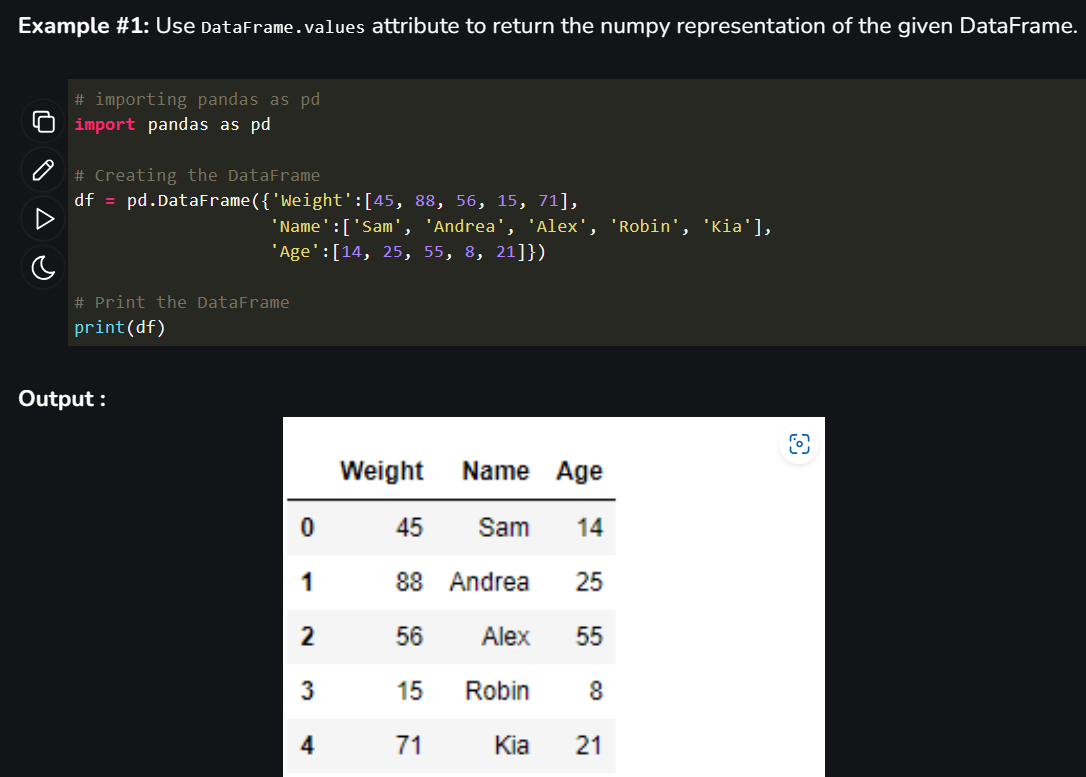 Example #1: Use DataFrame.values attribute to return the numpy representation of the given DataFrame.
# importing pandas as pd
import pandas as pd
# Creating the DataFrame
df = pd.DataFrame({'Weight':[45, 88, 56, 15, 71],
'Name':['Sam', 'Andrea', 'Alex', 'Robin', 'Kia'],
'Age':[14, 25, 55, 8, 21]})
# Print the DataFrame
print(df)
Output :
Weight Name Age
0 45 Sam 14
1 88 Andrea 25
2 56 Alex 55
3 15 Robin 8
4 71 Kia 21